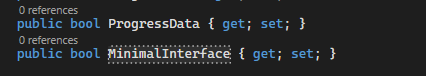 0 references
public bool ProgressData { get; set; }
0 references
public bool MinimalInterface { get; set; }